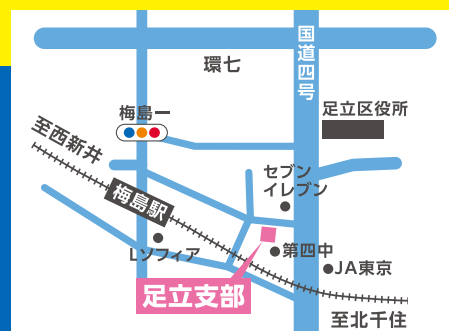 国道四号
環七
梅島一
足立区役所
至西新井
セブン
イレブン
梅島駅
Lソフィア
第四中
JA東京
足立支部
至北千住